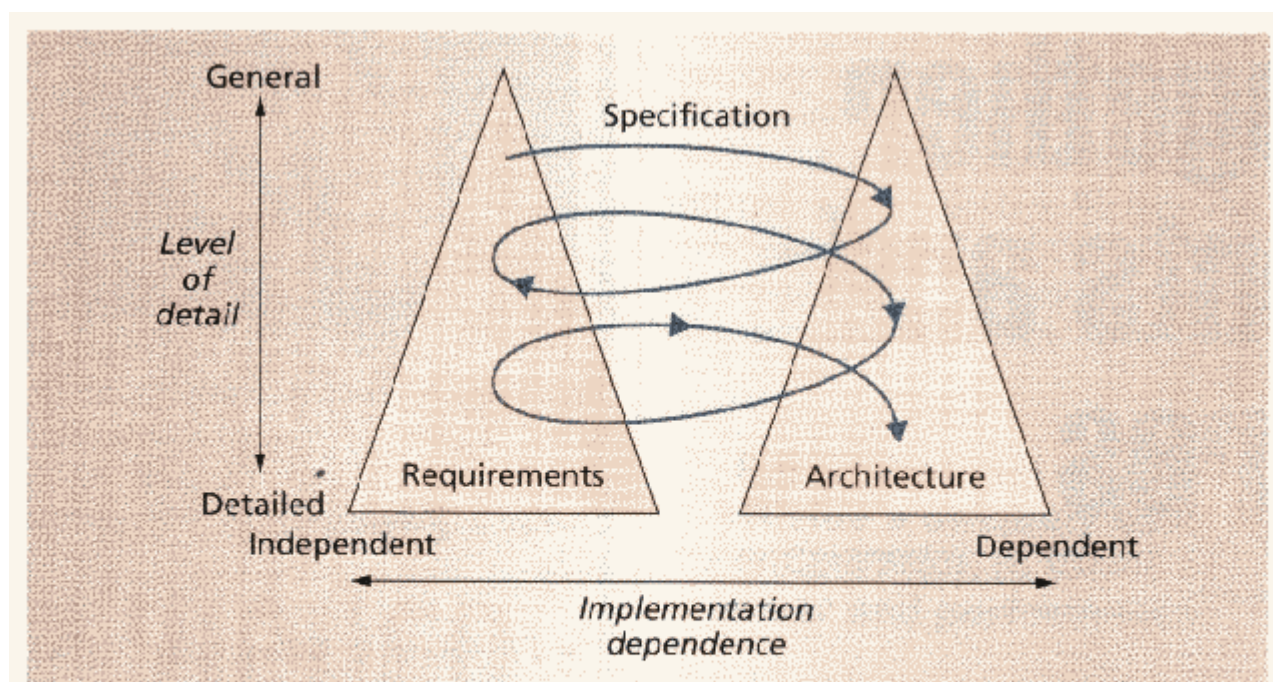 General
Specification
Level
of
detail
Requirements
Architecture
Detailed
Independent
Dependent
Implementation
dependence